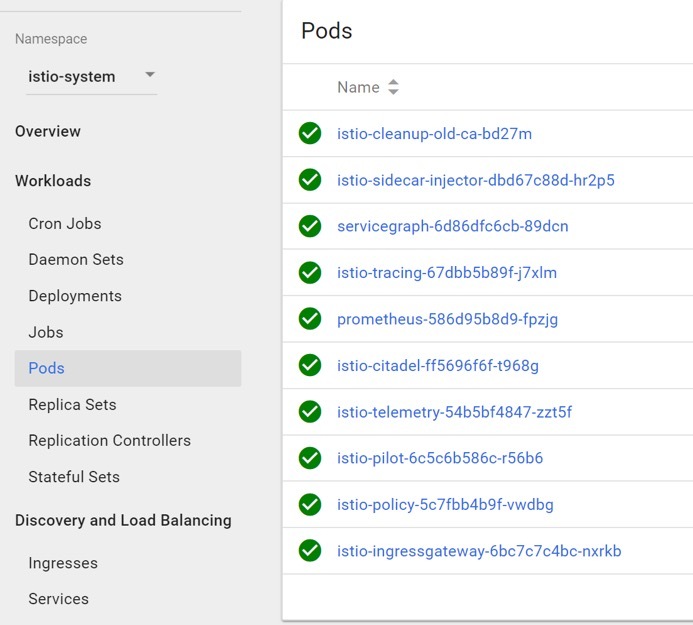 Namespace
istio-system
Overview
Workloads
Cron Jobs
Daemon Sets
Deployments
Jobs
Pods
Replica Sets
Replication Controllers
Stateful Sets
Discovery and Load Balancing
Ingresses
Services
Pods
Name
istio-cleanup-old-ca-bd27m
istio-sidecar-injector-dbd67c88d-hr2p5
servicegraph-6d86dfc6cb-89dcn
istio-tracing-67dbb5b89f-j7xlm
prometheus-586d95b8d9-fpzjg
istio-citadel-ff5696f6f-t968g
istio-telemetry-54b5bf4847-zzt5f
istio-pilot-6c5c6b586c-r56b6
istio-policy-5c7fbb4b9f-vwdbg
istio-ingressgateway-6bc7c7c4bc-nxrkb